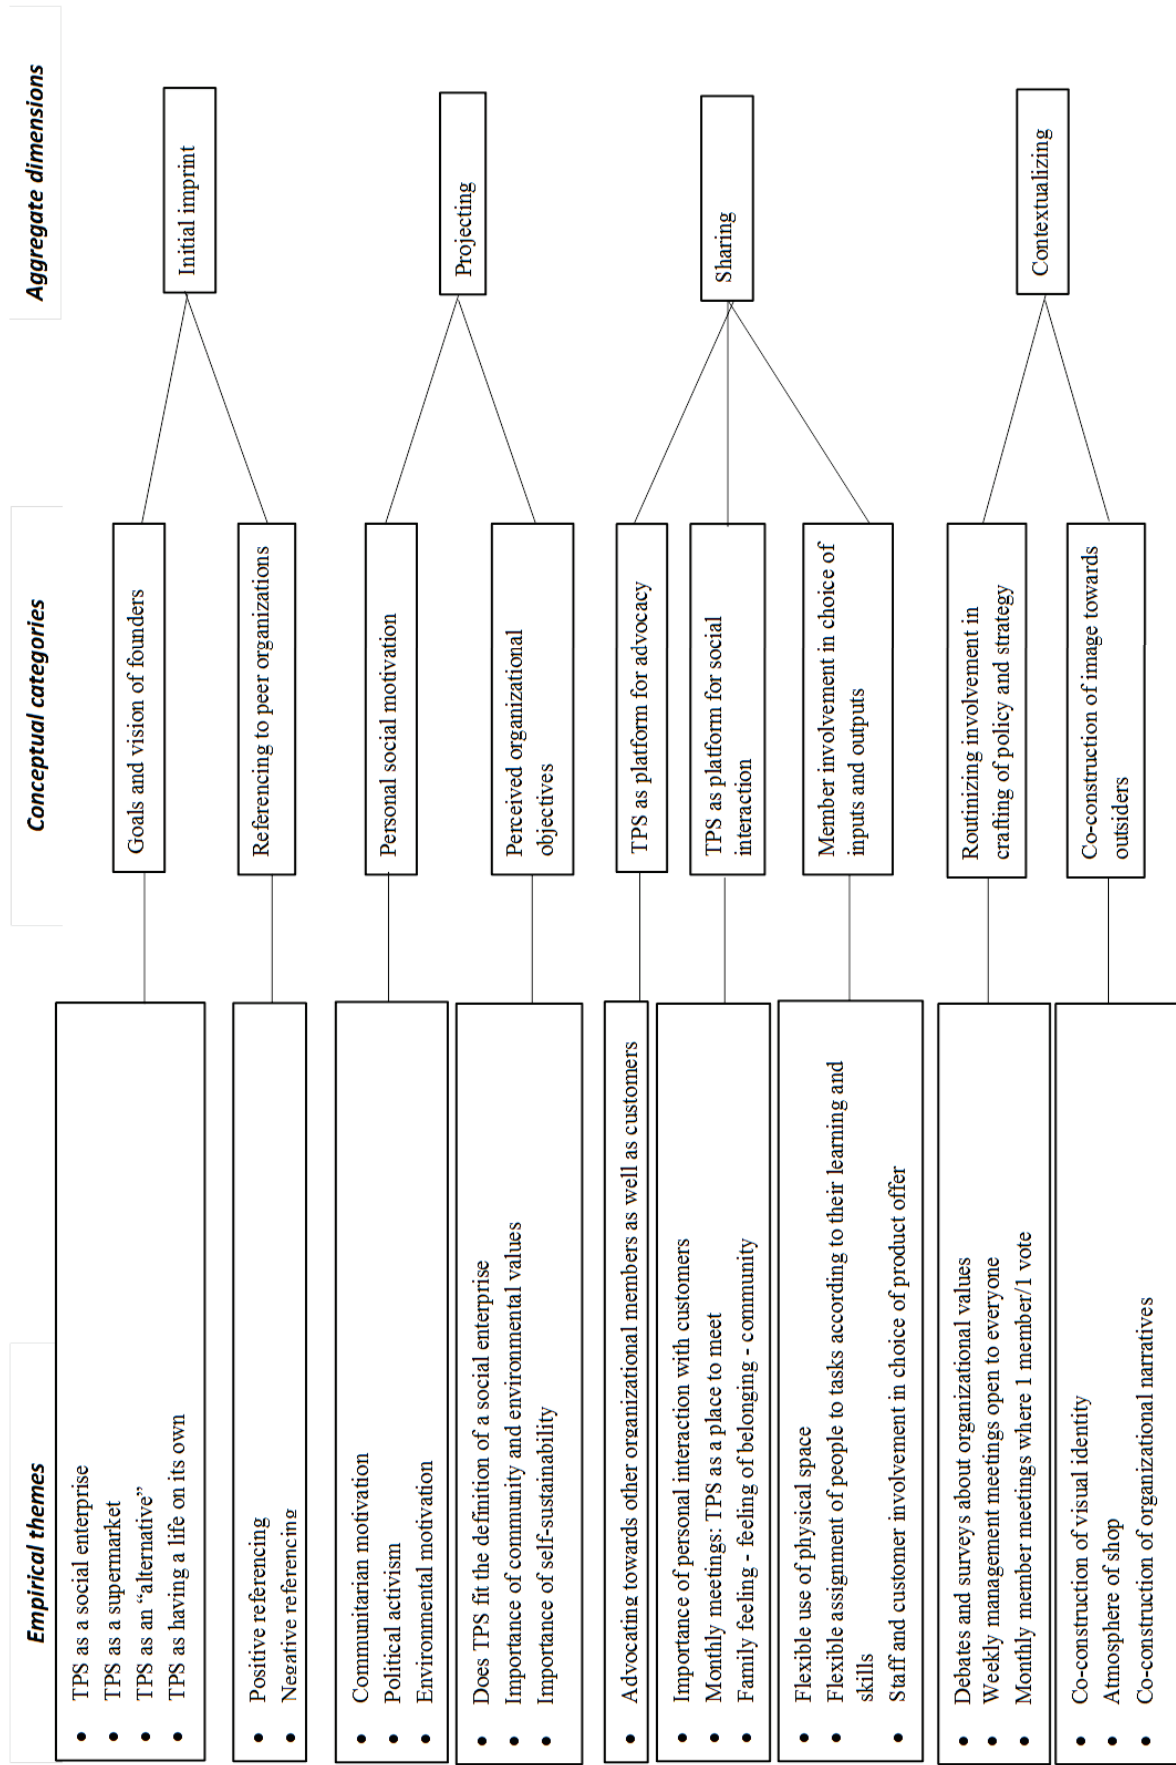 Empirical themes
Conceptual categories
Aggregate dimensions
TPS as a social enterprise
TPS as a supermarket
TPS as an “alternative”
TPS as having a life on its own
Goals and vision of founders
Initial imprint
Positive referencing
Negative referencing
Referencing to peer organizations
Communitarian motivation
Political activism
Environmental motivation
Personal social motivation
Projecting
Does TPS fit the definition of a social enterprise
Importance of community and environmental values
Importance of self-sustainability
Perceived organizational
objectives
Advocating towards other organizational members as well as customers
TPS as platform for advocacy
Importance of personal interaction with customers
Monthly meetings: TPS as a place to meet
Family feeling - feeling of belonging - community
TPS as platform for social
interaction
Sharing
Flexible use of physical space
Flexible assignment of people to tasks according to their learning and
skills
Staff and customer involvement in choice of product offer
Member involvement in choice of
inputs and outputs
Debates and surveys about organizational values
Weekly management meetings open to everyone
Monthly member meetings where 1 member/1 vote
Routinizing involvement in
crafting of policy and strategy
Contextualizing
Co-construction of visual identity
Atmosphere of shop
Co-construction of organizational narratives
Co-construction of image towards
outsiders